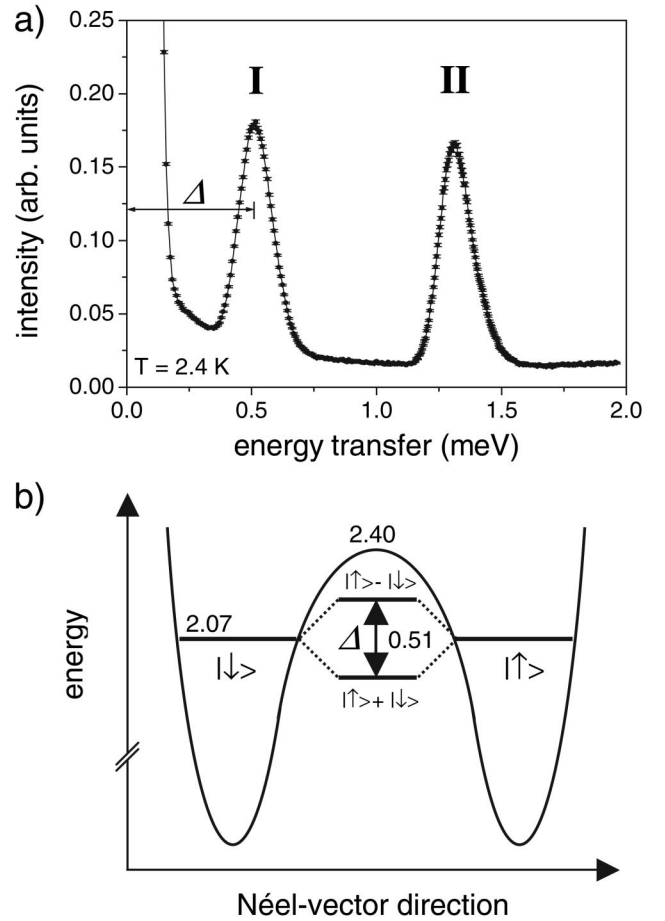 a)
0.25
0.20
0.15
0.10
0.05
0.00
intensity (arb. units)
I
II
Δ
T = 2.4 K
0.0
0.5
1.0
1.5
2.0
energy transfer (meV)
b)
energy
2.40
|↑>-|↓>
2.07
Δ 0.51
|↓>
|↑>
|↑>+|↓>
Néel-vector direction